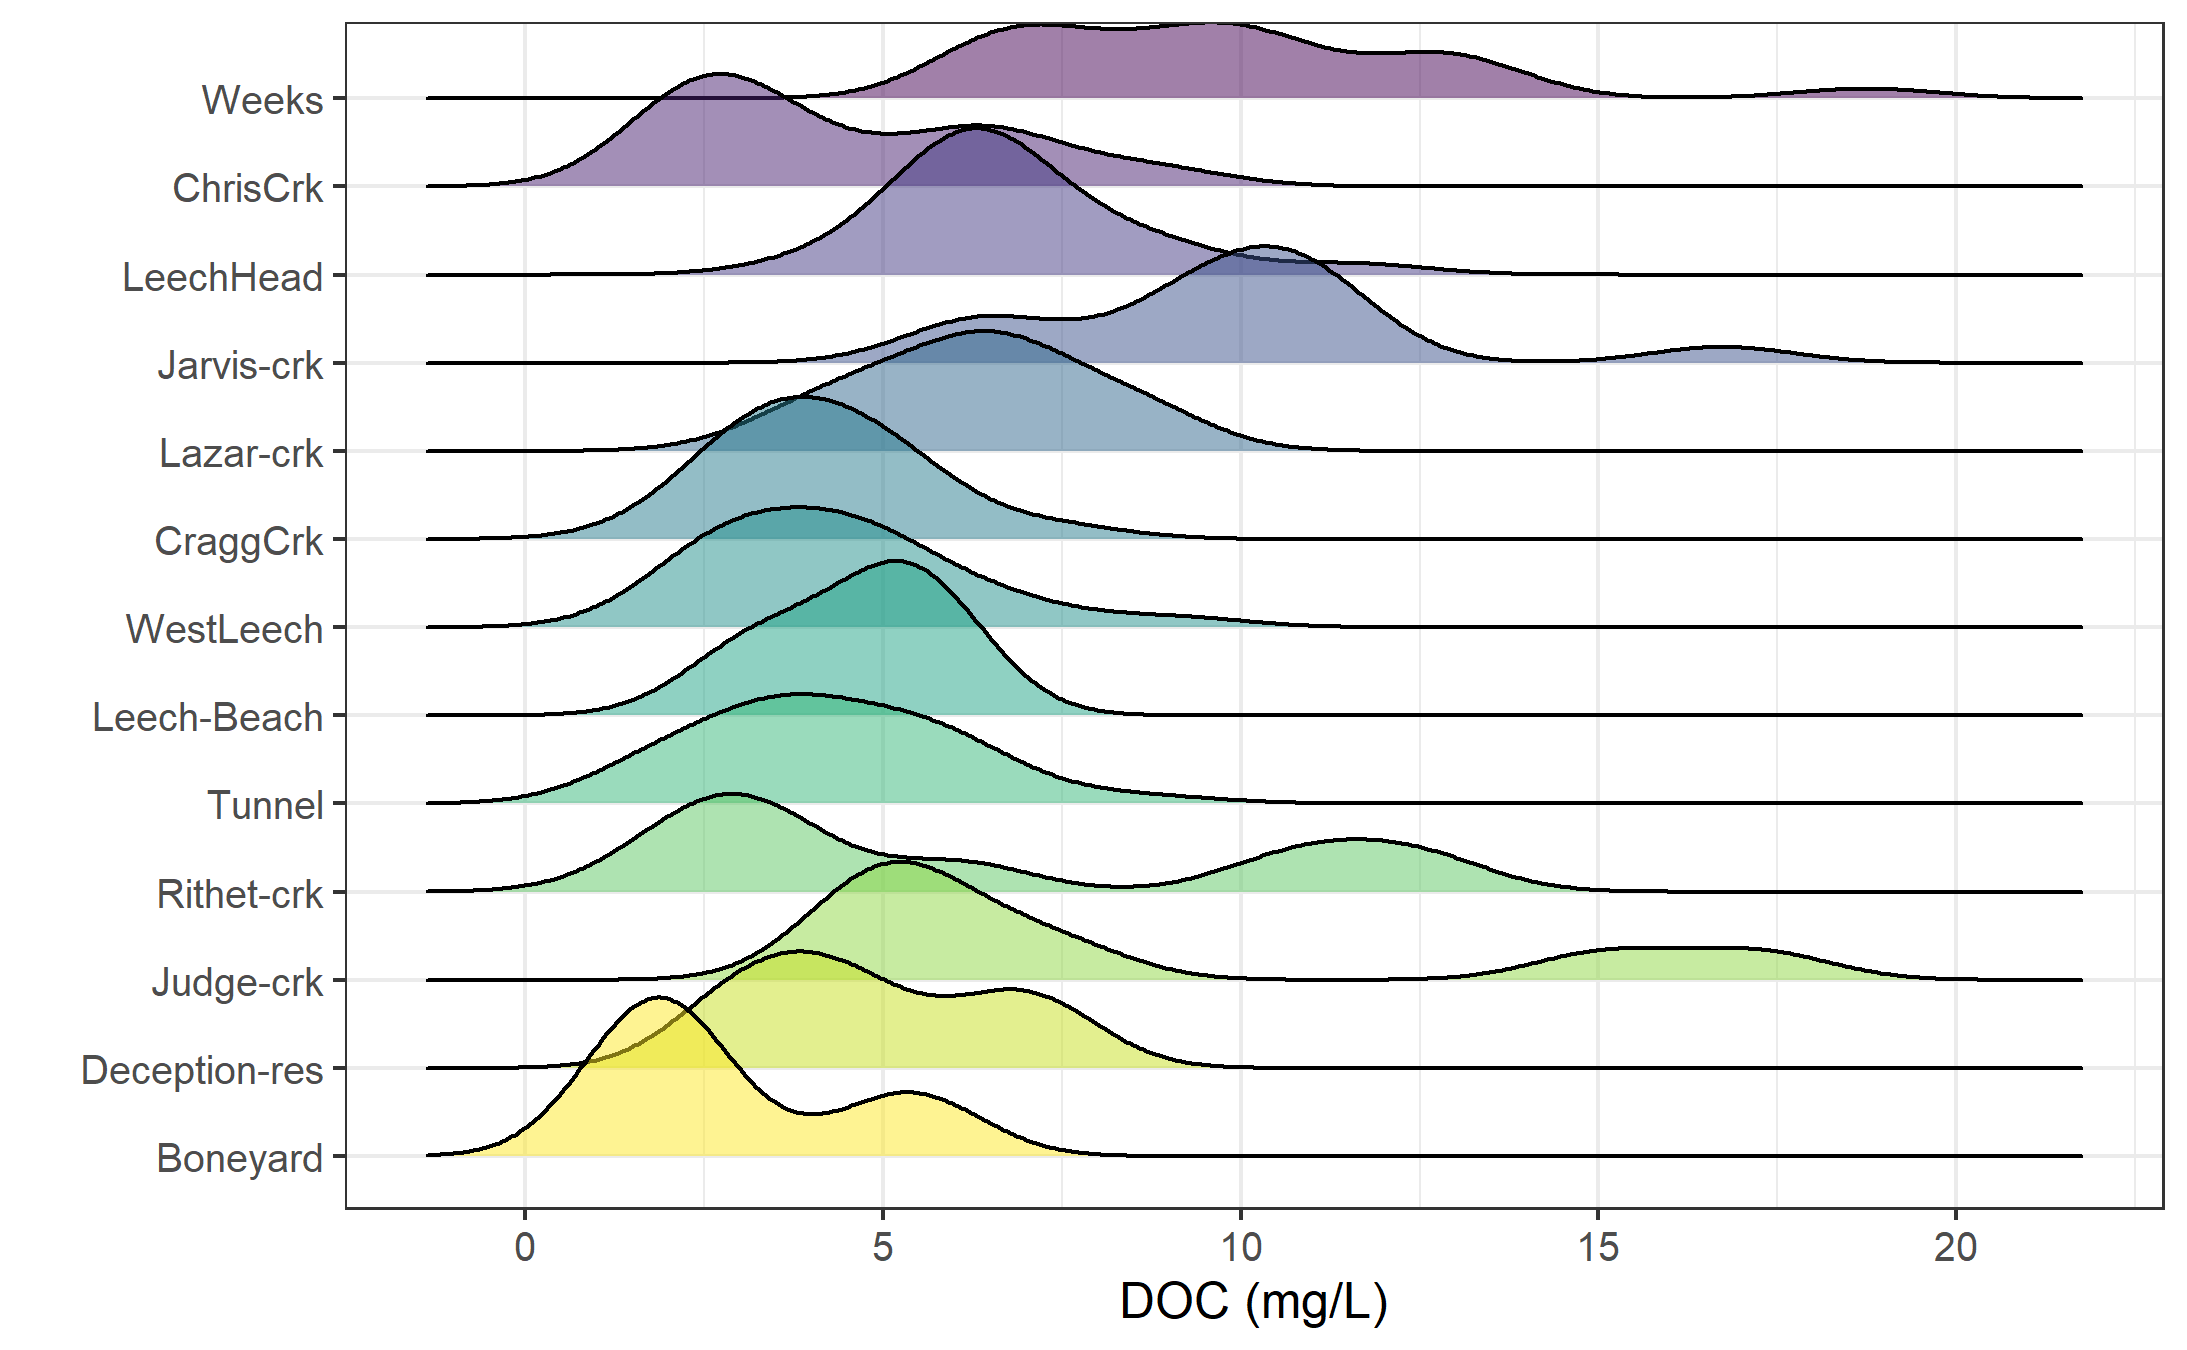 Weeks
ChrisCrk
LeechHead
Jarvis-crk
Lazar-crk
CraggCrk
WestLeech
Leech-Beach
Tunnel
Rithet-crk
Judge-crk
Deception-res
Boneyard
0 5 10 15 20
DOC (mg/L)